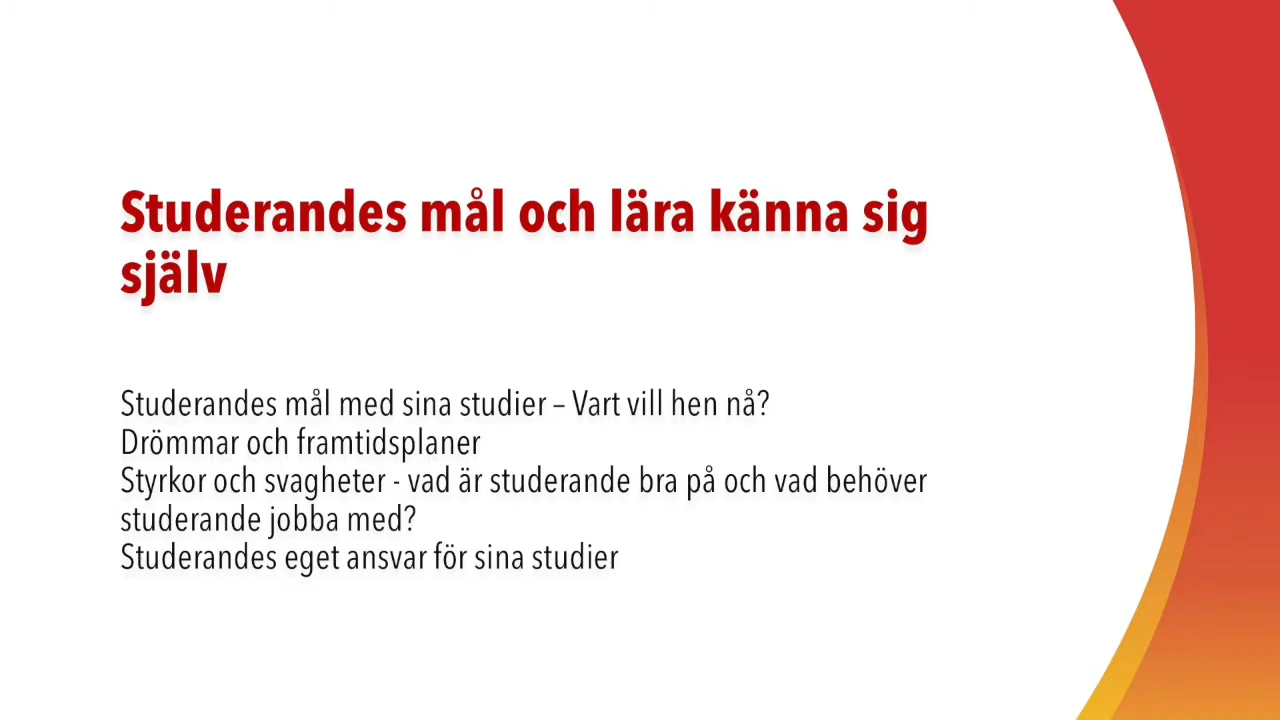 Studerandes mål och lära känna sig
själv
Studerandes mål med sina studier – Vart vill hen nå?
Drömmar och framtidsplaner
Styrkor och svagheter - vad är studerande bra på och vad behöver
studerande jobba med?
Studerandes eget ansvar för sina studier